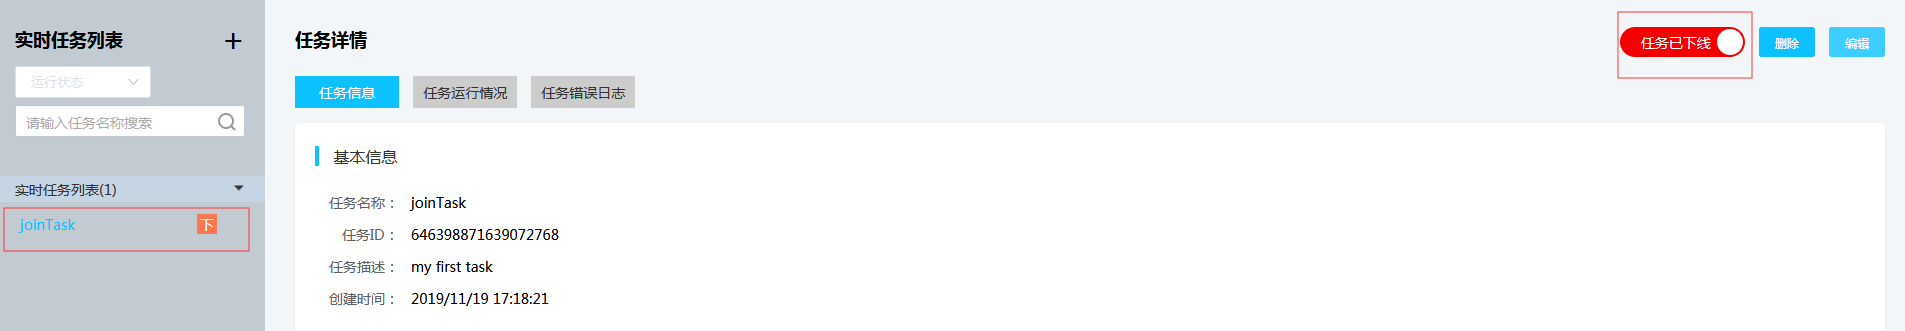 实时任务列表
运行状态
请输入任务名称搜索
实时任务列表(1)
joinTask 下
任务详情
任务已下线 删除 编辑
任务信息 任务运行情况 任务错误日志
基本信息
任务名称： joinTask
任务ID： 646398871639072768
任务描述： my first task
创建时间： 2019/11/19 17:18:21